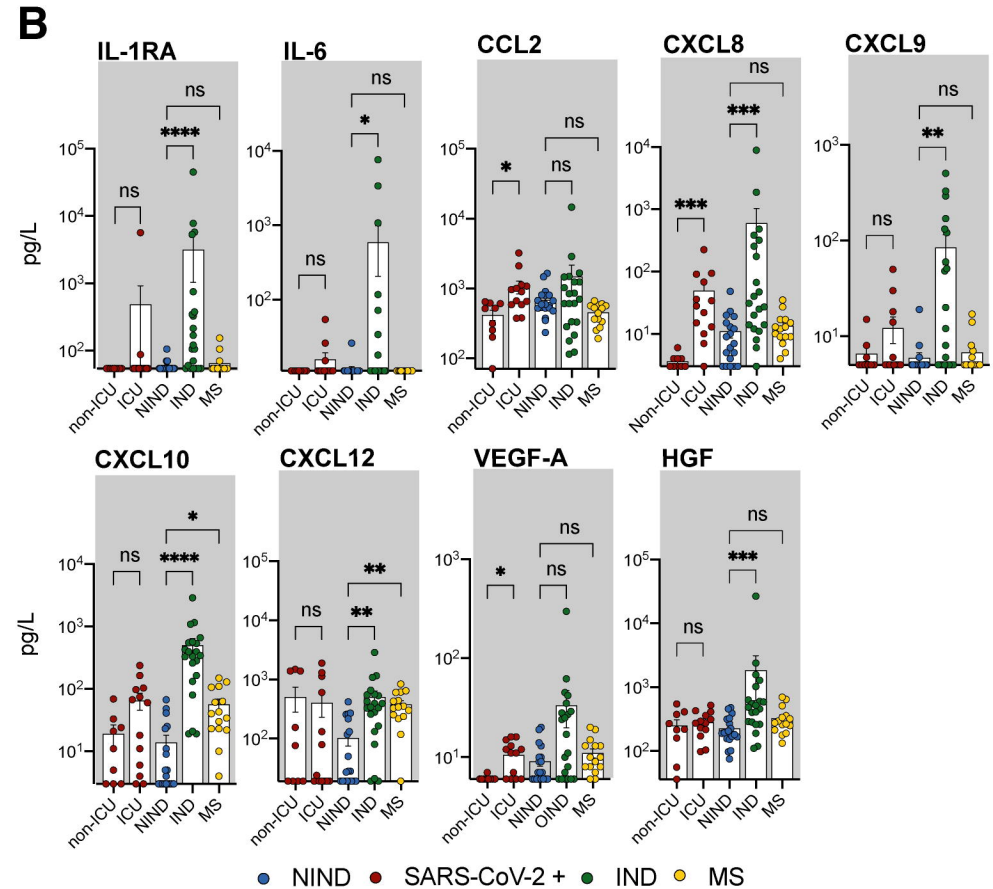 B
IL-1RA IL-6 CCL2 CXCL8 CXCL9
ns ns ns ns ns
**** * * ns *** *** **
ns ns ns
10⁵ 10⁴ 10³ 10²
10⁴ 10³ 10²
10⁵ 10⁴ 10³ 10²
10⁴ 10³ 10² 10¹
10³ 10² 10¹
pg/L
non-ICU ICU NIND IND MS
non-ICU ICU NIND IND MS
non-ICU ICU NIND IND MS
Non-ICU ICU NIND IND MS
non-ICU ICU NIND IND MS
CXCL10 CXCL12 VEGF-A HGF
* ** ns ns
ns **** ns ** * ns ns ***
10⁴ 10³ 10² 10¹
10⁵ 10⁴ 10³ 10²
10³ 10² 10¹
10⁵ 10⁴ 10³ 10²
pg/L
non-ICU ICU NIND IND MS
non-ICU ICU NIND IND MS
non-ICU ICU NIND OIND MS
non-ICU ICU NIND IND MS
NIND SARS-CoV-2 + IND MS